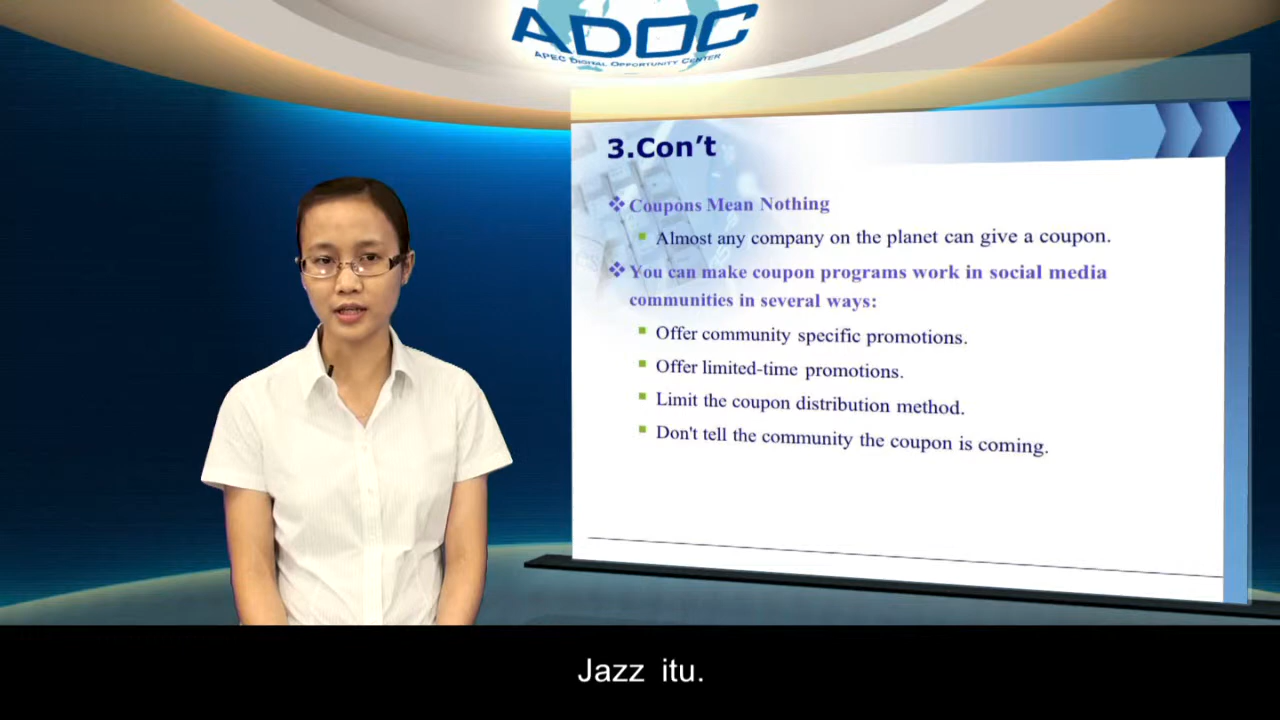 ADOC
APEC DIGITAL OPPORTUNITY CENTER
3.Con't
Coupons Mean Nothing
Almost any company on the planet can give a coupon.
You can make coupon programs work in social media
communities in several ways:
Offer community specific promotions.
Offer limited-time promotions.
Limit the coupon distribution method.
Don't tell the community the coupon is coming.
Jazz itu.